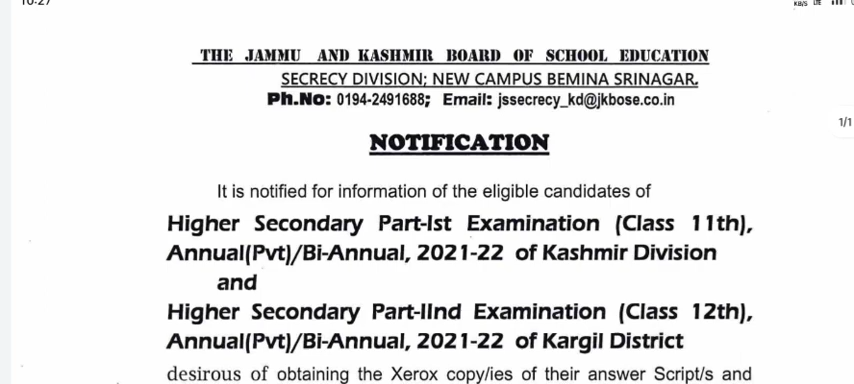 10:27
KB/S LTE
THE JAMMU AND KASHMIR BOARD OF SCHOOL EDUCATION
SECRECY DIVISION; NEW CAMPUS BEMINA SRINAGAR.
Ph.No: 0194-2491688; Email: jssecrecy_kd@jkbose.co.in
1/1
NOTIFICATION
It is notified for information of the eligible candidates of
Higher Secondary Part-Ist Examination (Class 11th),
Annual(Pvt)/Bi-Annual, 2021-22 of Kashmir Division
and
Higher Secondary Part-IInd Examination (Class 12th),
Annual(Pvt)/Bi-Annual, 2021-22 of Kargil District
desirous of obtaining the Xerox copy/ies of their answer Script/s and